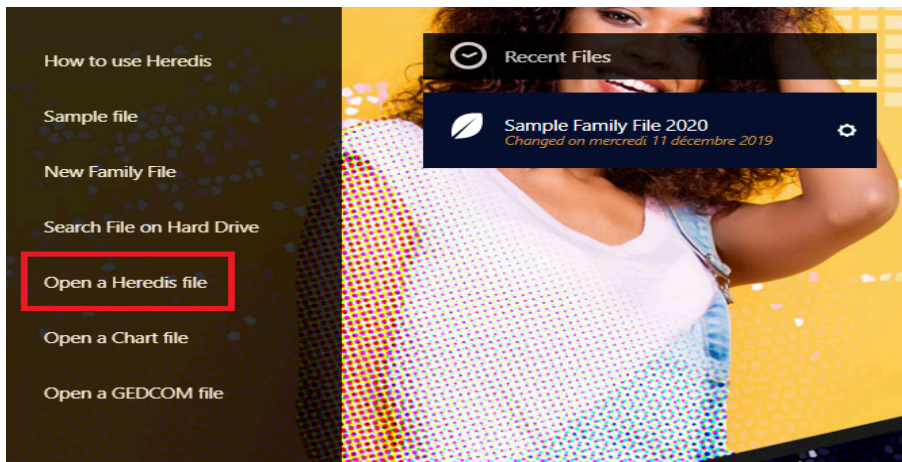 How to use Heredis
Sample file
New Family File
Search File on Hard Drive
Open a Heredis file
Open a Chart file
Open a GEDCOM file
Recent Files
Sample Family File 2020
Changed on mercredi 11 décembre 2019